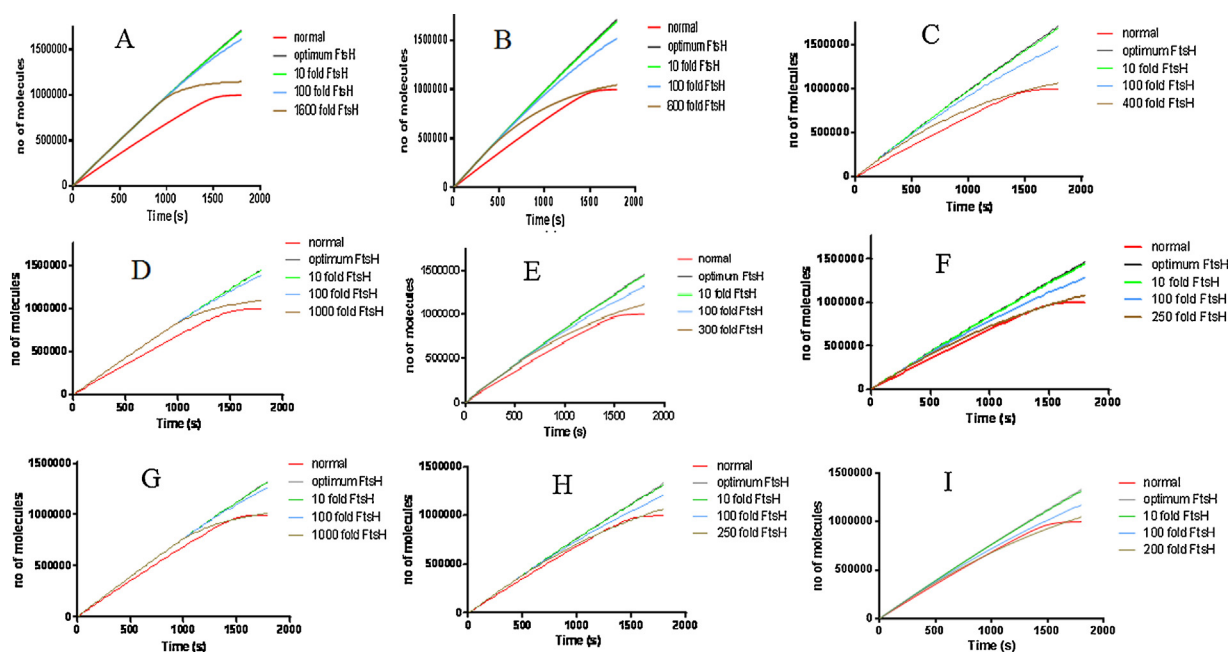 A
no of molecules
1500000
1000000
500000
0
0 500 1000 1500 2000
Time (s)
normal
optimum FtsH
10 fold FtsH
100 fold FtsH
1600 fold FtsH
B
no of molecules
1500000
1000000
500000
0
0 500 1000 1500 2000
Time (s)
normal
optimum FtsH
10 fold FtsH
100 fold FtsH
600 fold FtsH
C
no of molecules
1500000
1000000
500000
0
0 500 1000 1500 2000
Time (s)
normal
optimum FtsH
10 fold FtsH
100 fold FtsH
400 fold FtsH
D
no of molecules
1500000
1000000
500000
0
0 500 1000 1500 2000
Time (s)
normal
optimum FtsH
10 fold FtsH
100 fold FtsH
1000 fold FtsH
E
no of molecules
1500000
1000000
500000
0
0 500 1000 1500 2000
Time (s)
normal
optimum FtsH
10 fold FtsH
100 fold FtsH
300 fold FtsH
F
no of molecules
1500000
1000000
500000
0
0 500 1000 1500 2000
Time (s)
normal
optimum FtsH
10 fold FtsH
100 fold FtsH
250 fold FtsH
G
no of molecules
1500000
1000000
500000
0
0 500 1000 1500 2000
Time (s)
normal
optimum FtsH
10 fold FtsH
100 fold FtsH
1000 fold FtsH
H
no of molecules
1500000
1000000
500000
0
0 500 1000 1500 2000
Time (s)
normal
optimum FtsH
10 fold FtsH
100 fold FtsH
250 fold FtsH
I
no of molecules
1500000
1000000
500000
0
0 500 1000 1500 2000
Time (s)
normal
optimum FtsH
10 fold FtsH
100 fold FtsH
200 fold FtsH